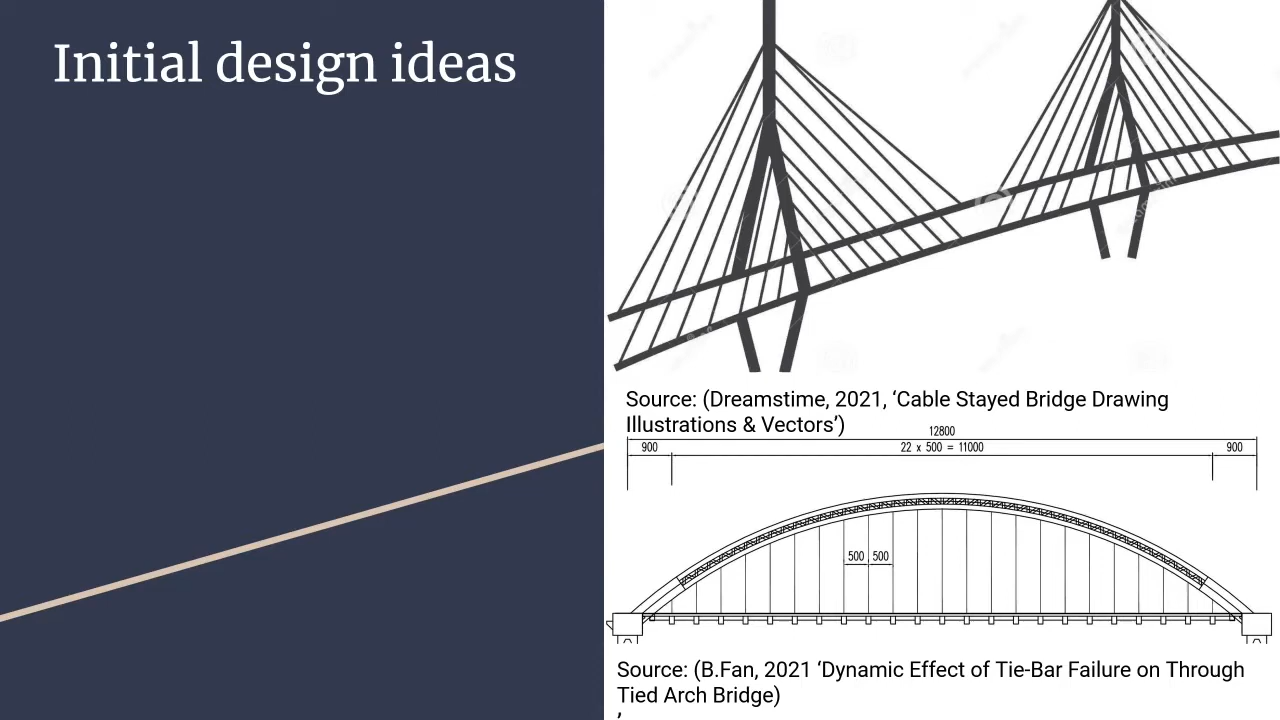 Initial design ideas
Source: (Dreamstime, 2021, ‘Cable Stayed Bridge Drawing
Illustrations & Vectors’)
12800
900
22 x 500 = 11000
900
500
500
Source: (B.Fan, 2021 ‘Dynamic Effect of Tie-Bar Failure on Through
Tied Arch Bridge)
’